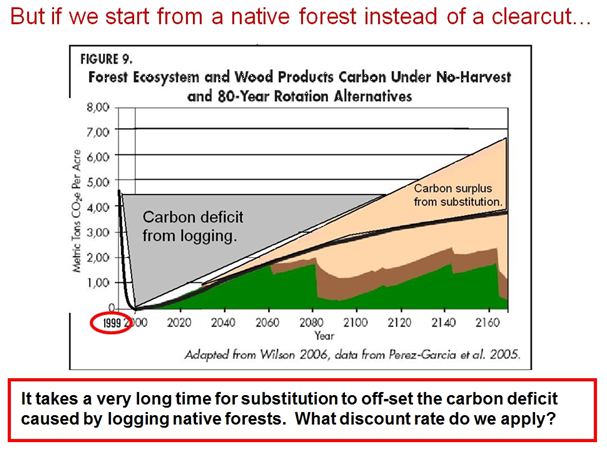 But if we start from a native forest instead of a clearcut...
FIGURE 9.
Forest Ecosystem and Wood Products Carbon Under No-Harvest
and 80-Year Rotation Alternatives
Metric Tons CO2e Per Acre
8,00
7,00
6,00
5,00
4,00
3,00
2,00
1,00
0
Carbon deficit
from logging.
Carbon surplus
from substitution.
1999 2000 2020 2040 2060 2080 2100 2120 2140 2160
Year
Adapted from Wilson 2006, data from Perez-Garcia et al. 2005.
It takes a very long time for substitution to off-set the carbon deficit
caused by logging native forests. What discount rate do we apply?